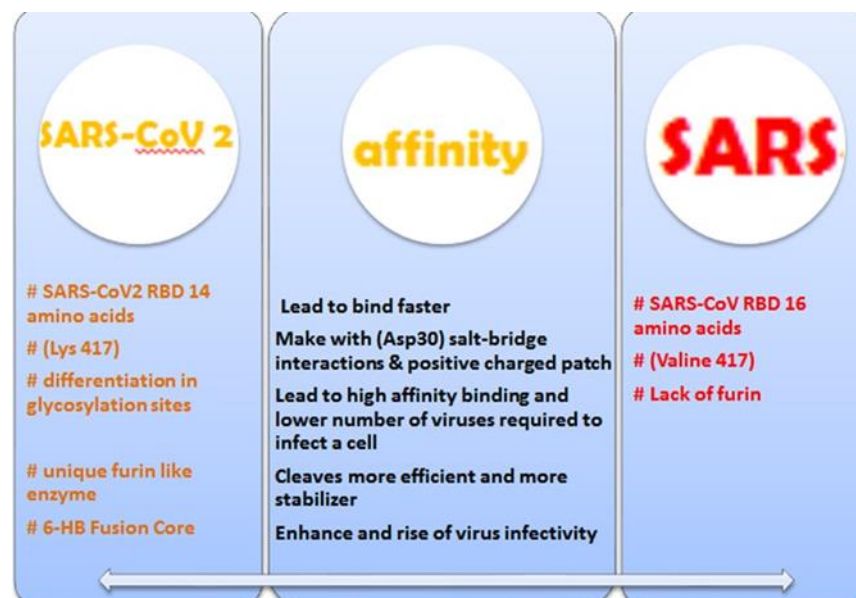 SARS-CoV 2
# SARS-CoV2 RBD 14
amino acids
# (Lys 417)
# differentiation in
glycosylation sites
# unique furin like
enzyme
# 6-HB Fusion Core
affinity
Lead to bind faster
Make with (Asp30) salt-bridge
interactions & positive charged patch
Lead to high affinity binding and
lower number of viruses required to
infect a cell
Cleaves more efficient and more
stabilizer
Enhance and rise of virus infectivity
SARS
# SARS-CoV RBD 16
amino acids
# (Valine 417)
# Lack of furin